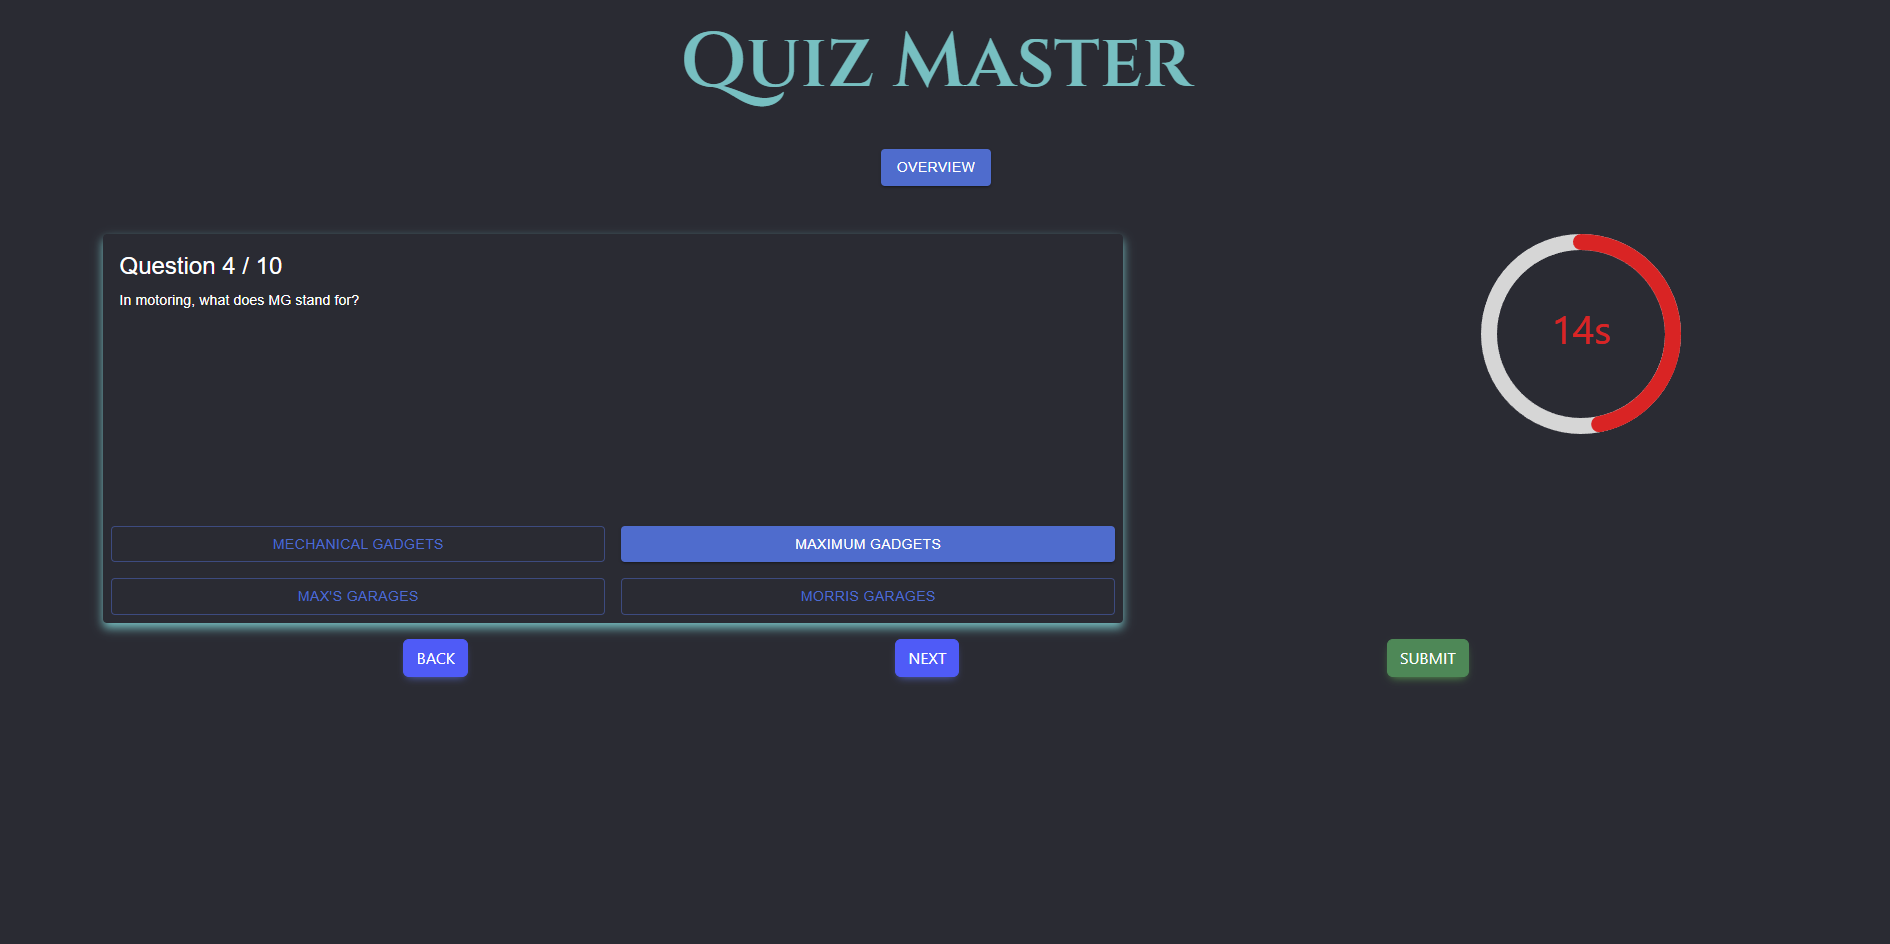 Quiz Master
OVERVIEW
Question 4 / 10
In motoring, what does MG stand for?
14s
MECHANICAL GADGETS
MAXIMUM GADGETS
MAX'S GARAGES
MORRIS GARAGES
BACK
NEXT
SUBMIT